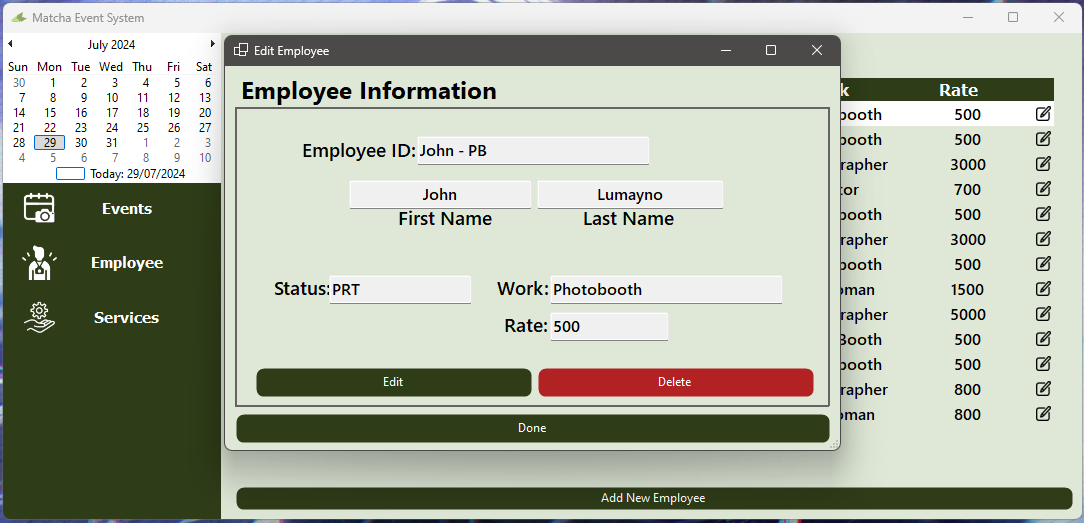 Matcha Event System
July 2024
Sun Mon Tue Wed Thu Fri Sat
30 1 2 3 4 5 6
7 8 9 10 11 12 13
14 15 16 17 18 19 20
21 22 23 24 25 26 27
28 29 30 31 1 2 3
4 5 6 7 8 9 10
Today: 29/07/2024
Events
Employee
Services
Edit Employee
Employee Information
Employee ID: John - PB
John Lumayno
First Name Last Name
Status: PRT Work: Photobooth
Rate: 500
Edit Delete
Done
k Rate
booth 500
booth 500
rapher 3000
tor 700
booth 500
rapher 3000
booth 500
oman 1500
rapher 5000
Booth 500
booth 500
rapher 800
oman 800
Add New Employee